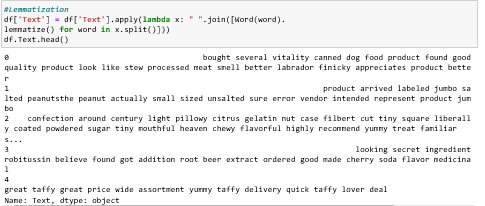 #Lemmatization
df['Text'] = df['Text'].apply(lambda x: " ".join([Word(word).
lemmatize() for word in x.split()]))
df.Text.head()
0 bought several vitality canned dog food product found good
quality product look like stew processed meat smell better labrador finicky appreciates product bette
r
1 product arrived labeled jumbo sa
lted peanutsthe peanut actually small sized unsalted sure error vendor intended represent product jum
bo
2 confection around century light pillowy citrus gelatin nut case filbert cut tiny square liberall
y coated powdered sugar tiny mouthful heaven chewy flavorful highly recommend yummy treat familiar
s...
3 looking secret ingredient
robitussin believe found got addition root beer extract ordered good made cherry soda flavor medicina
l
4
great taffy great price wide assortment yummy taffy delivery quick taffy lover deal
Name: Text, dtype: object